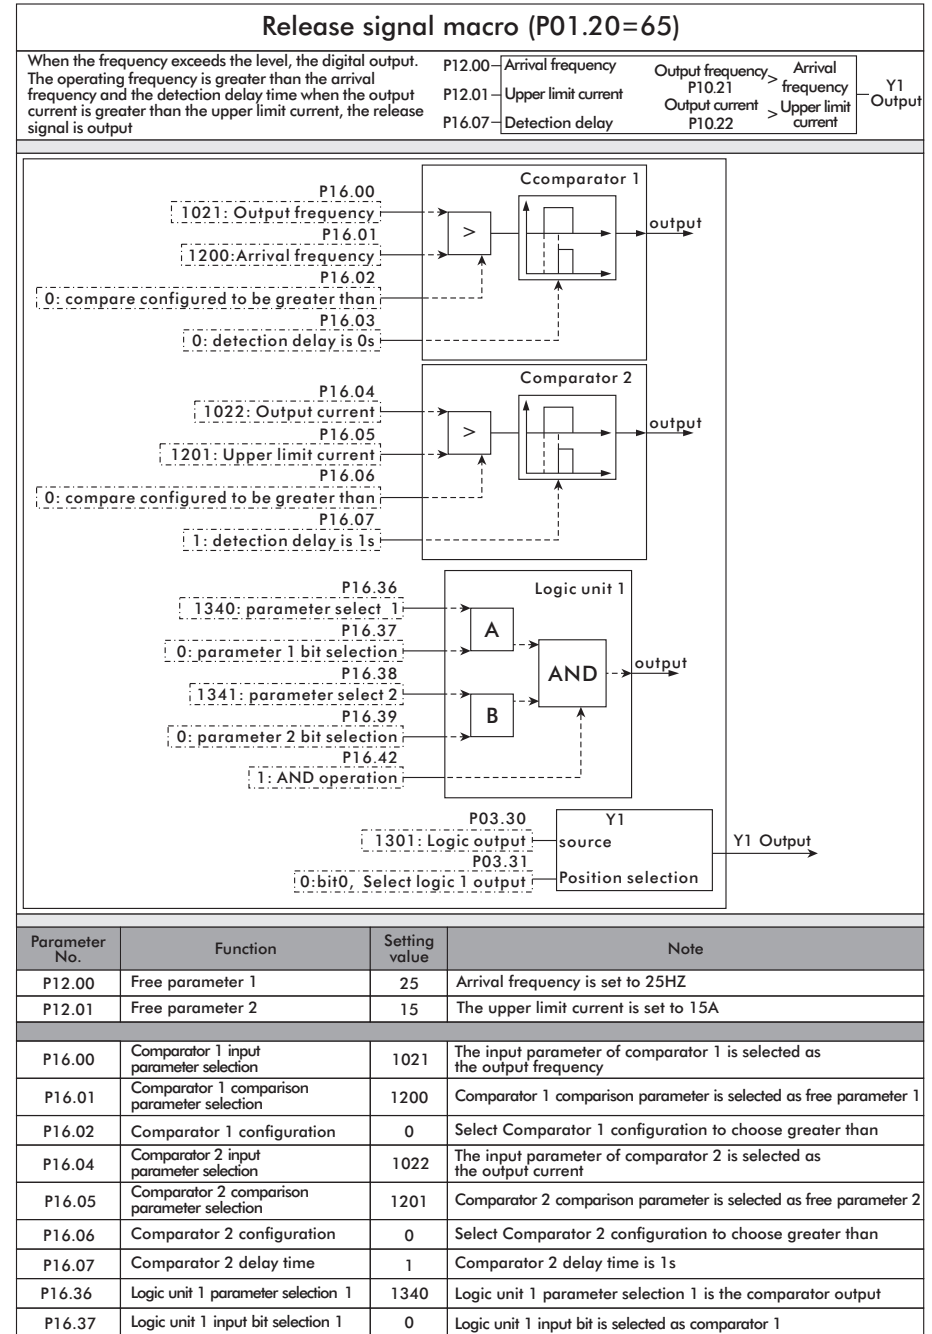 Release signal macro (P01.20=65)
When the frequency exceeds the level, the digital output.
The operating frequency is greater than the arrival
frequency and the detection delay time when the output
current is greater than the upper limit current, the release
signal is output
P12.00 Arrival frequency
P12.01 Upper limit current
P16.07 Detection delay
Output frequency > Arrival
P10.21 frequency
Output current > Upper limit
P10.22 current
Y1
Output
Ccomparator 1
P16.00
1021: Output frequency
P16.01
1200:Arrival frequency
P16.02
0: compare configured to be greater than
P16.03
0: detection delay is 0s
>
output
Comparator 2
P16.04
1022: Output current
P16.05
1201: Upper limit current
P16.06
0: compare configured to be greater than
P16.07
1: detection delay is 1s
>
output
Logic unit 1
P16.36
1340: parameter select 1
P16.37
0: parameter 1 bit selection
P16.38
1341: parameter select 2
P16.39
0: parameter 2 bit selection
P16.42
1: AND operation
A
B
AND
output
P03.30
1301: Logic output
P03.31
0:bit0, Select logic 1 output
Y1
source
Position selection
Y1 Output
Parameter No. Function Setting value Note
P12.00 Free parameter 1 25 Arrival frequency is set to 25HZ
P12.01 Free parameter 2 15 The upper limit current is set to 15A
P16.00 Comparator 1 input parameter selection 1021 The input parameter of comparator 1 is selected as the output frequency
P16.01 Comparator 1 comparison parameter selection 1200 Comparator 1 comparison parameter is selected as free parameter 1
P16.02 Comparator 1 configuration 0 Select Comparator 1 configuration to choose greater than
P16.04 Comparator 2 input parameter selection 1022 The input parameter of comparator 2 is selected as the output current
P16.05 Comparator 2 comparison parameter selection 1201 Comparator 2 comparison parameter is selected as free parameter 2
P16.06 Comparator 2 configuration 0 Select Comparator 2 configuration to choose greater than
P16.07 Comparator 2 delay time 1 Comparator 2 delay time is 1s
P16.36 Logic unit 1 parameter selection 1 1340 Logic unit 1 parameter selection 1 is the comparator output
P16.37 Logic unit 1 input bit selection 1 0 Logic unit 1 input bit is selected as comparator 1